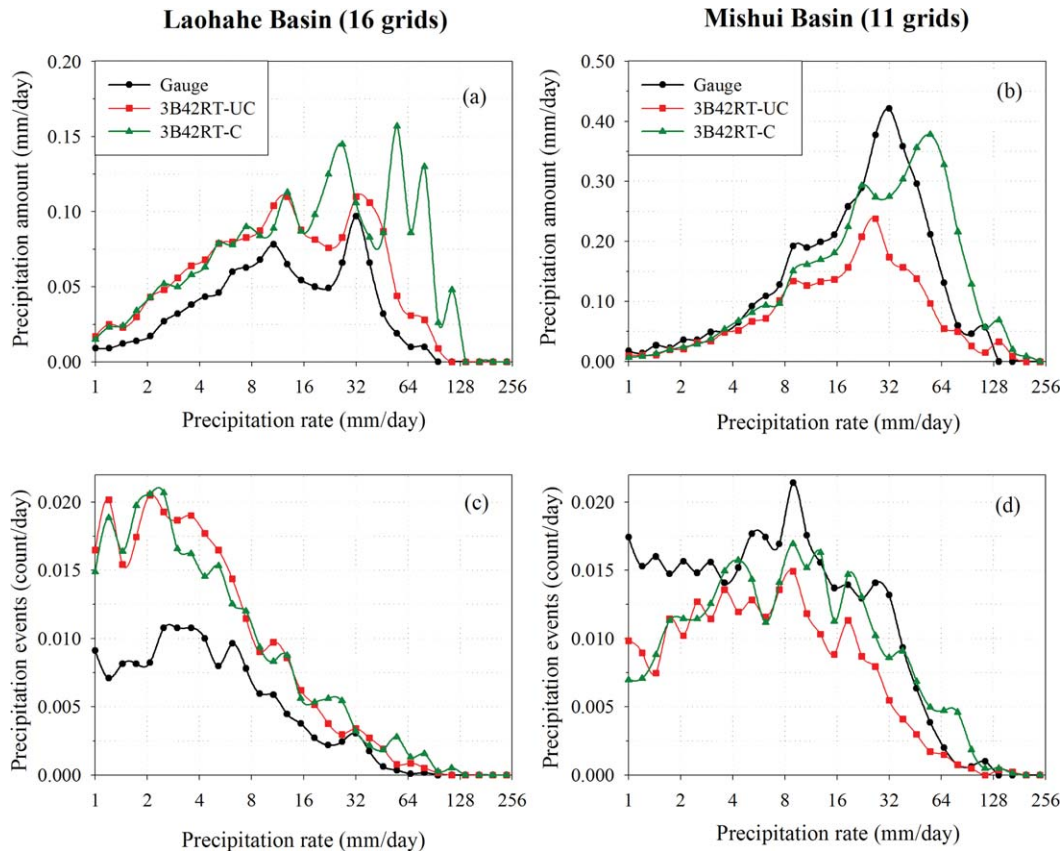 Laohahe Basin (16 grids)
Mishui Basin (11 grids)
Precipitation amount (mm/day)
0.20
0.15
0.10
0.05
0.00
Gauge
3B42RT-UC
3B42RT-C
(a)
1 2 4 8 16 32 64 128 256
Precipitation rate (mm/day)
Precipitation amount (mm/day)
0.50
0.40
0.30
0.20
0.10
0.00
Gauge
3B42RT-UC
3B42RT-C
(b)
1 2 4 8 16 32 64 128 256
Precipitation rate (mm/day)
Precipitation events (count/day)
0.020
0.015
0.010
0.005
0.000
(c)
1 2 4 8 16 32 64 128 256
Precipitation rate (mm/day)
Precipitation events (count/day)
0.020
0.015
0.010
0.005
0.000
(d)
1 2 4 8 16 32 64 128 256
Precipitation rate (mm/day)